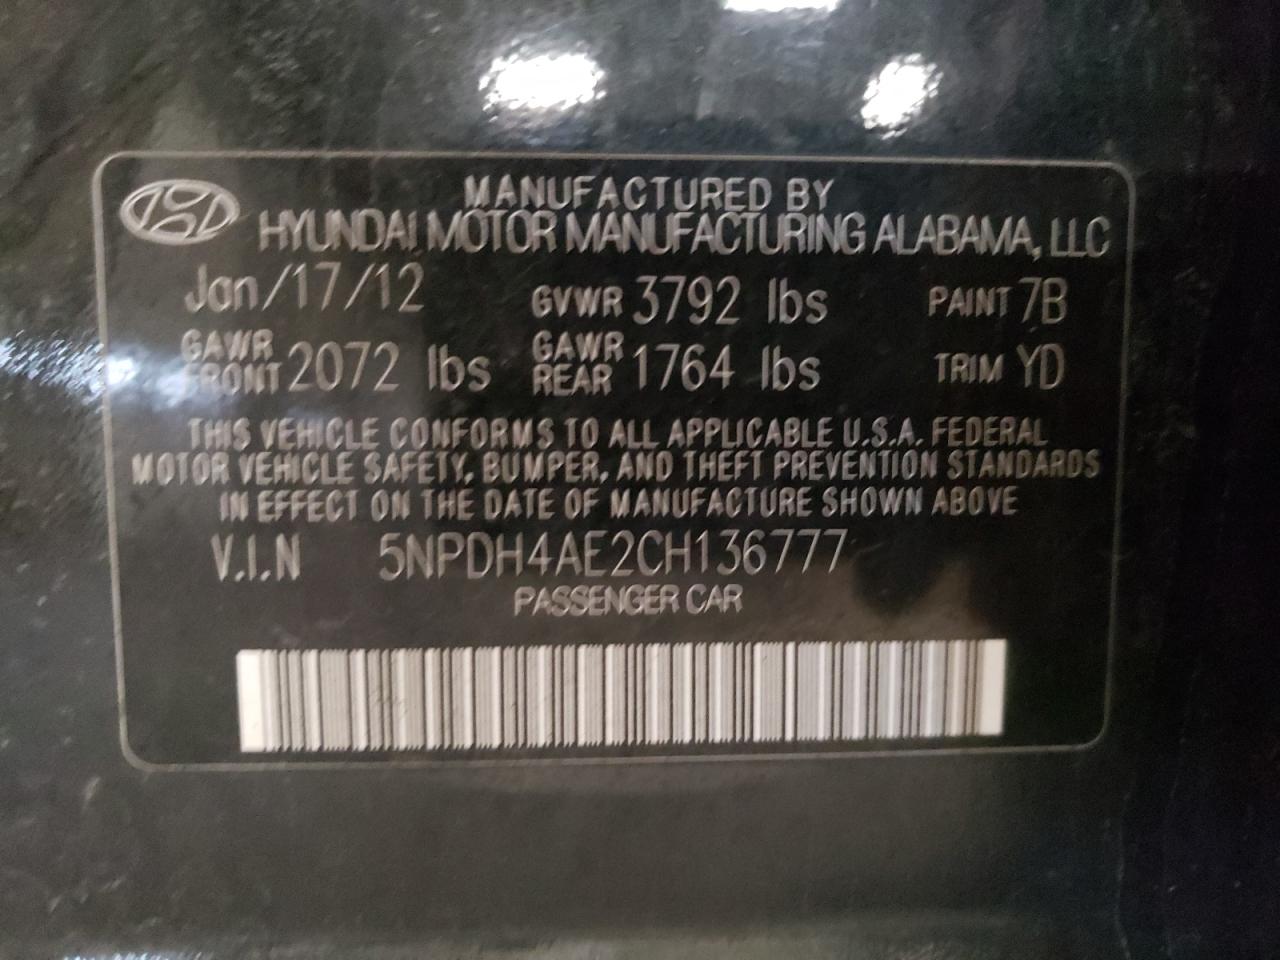 MANUFACTURED BY
HYUNDAI MOTOR MANUFACTURING ALABAMA, LLC
Jan/17/12 GVWR 3792 lbs PAINT 7B
GAWR FRONT 2072 lbs GAWR REAR 1764 lbs TRIM YD
THIS VEHICLE CONFORMS TO ALL APPLICABLE U.S.A. FEDERAL
MOTOR VEHICLE SAFETY, BUMPER, AND THEFT PREVENTION STANDARDS
IN EFFECT ON THE DATE OF MANUFACTURE SHOWN ABOVE
V.I.N 5NPDH4AE2CH136777
PASSENGER CAR